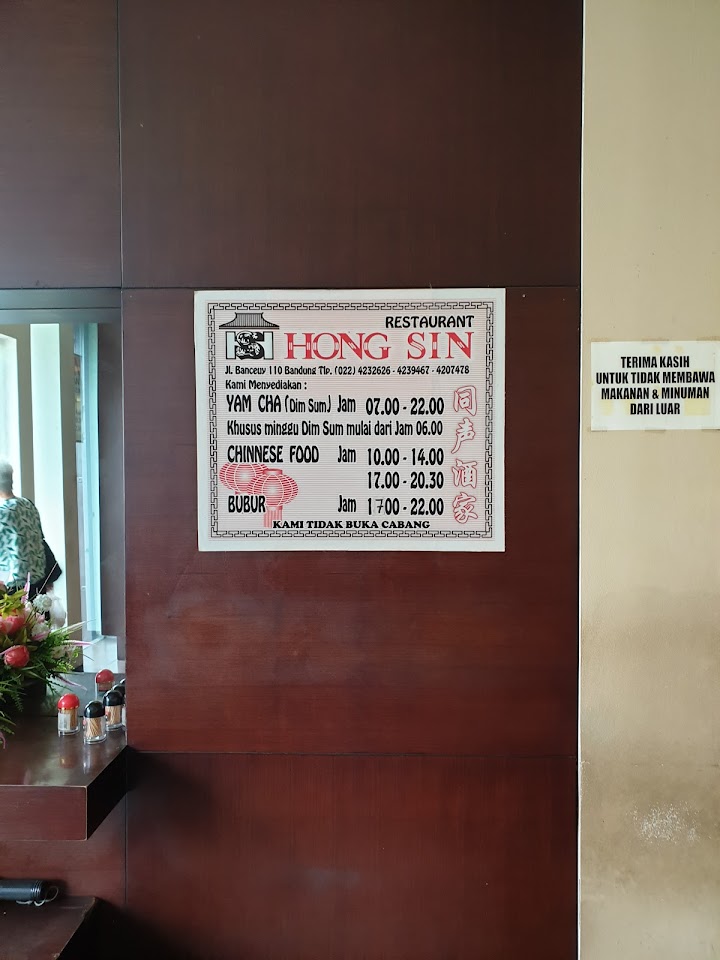 RESTAURANT
HONG SIN
Jl. Banceuy 110 Bandung Tlp. (022) 4232626 - 4239467 - 4207478
Kami Menyediakan :
YAM CHA (Dim Sum) Jam 07.00 - 22.00
Khusus minggu Dim Sum mulai dari Jam 06.00
CHINNESE FOOD Jam 10.00 - 14.00
17.00 - 20.30
BUBUR Jam 1700 - 22.00
KAMI TIDAK BUKA CABANG
同声酒家
TERIMA KASIH
UNTUK TIDAK MEMBAWA
MAKANAN & MINUMAN
DARI LUAR